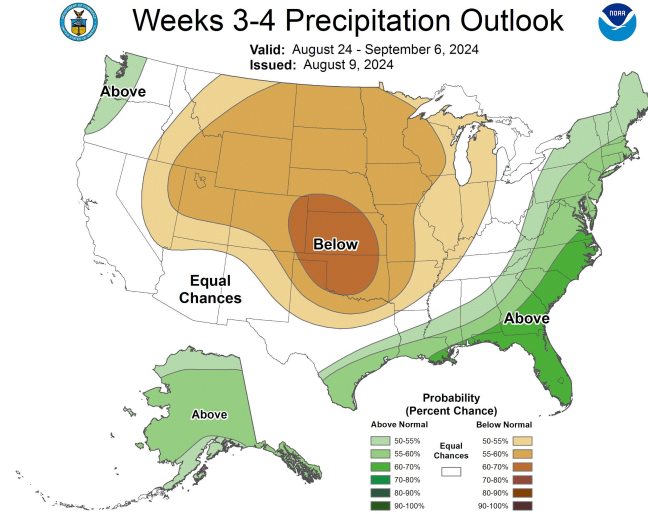 Weeks 3-4 Precipitation Outlook
NOAA
Valid: August 24 - September 6, 2024
Issued: August 9, 2024
Above
Below
Equal
Chances
Above
Above
Probability
(Percent Chance)
Above Normal
Below Normal
Equal
Chances
50-55%
55-60%
60-70%
70-80%
80-90%
90-100%
50-55%
55-60%
60-70%
70-80%
80-90%
90-100%